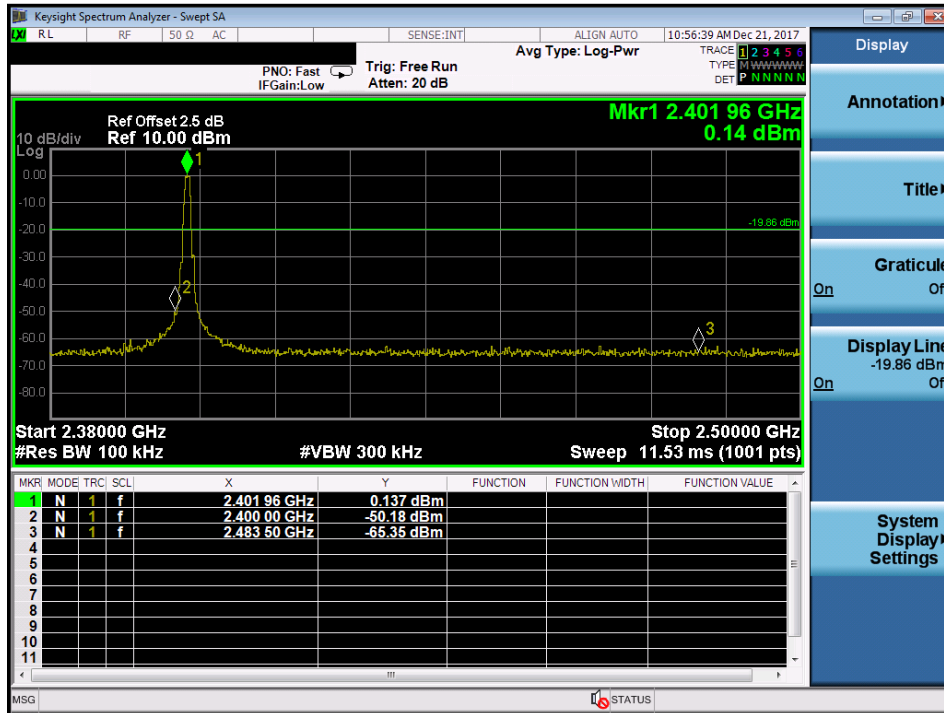 Keysight Spectrum Analyzer - Swept SA
LXI RL RF 50 Ω AC SENSE:INT ALIGN AUTO 10:56:39 AM Dec 21, 2017
Display
Avg Type: Log-Pwr
TRACE 1 2 3 4 5 6
TYPE M WWWWW
DET P N N N N N
PNO: Fast
IFGain:Low
Trig: Free Run
Atten: 20 dB
Mkr1 2.401 96 GHz
0.14 dBm
Ref Offset 2.5 dB
10 dB/div Ref 10.00 dBm
Log
1
0.00
-10.0
-20.0
-19.86 dBm
-30.0
-40.0
2
-50.0
-60.0
3
-70.0
-80.0
Start 2.38000 GHz Stop 2.50000 GHz
#Res BW 100 kHz #VBW 300 kHz Sweep 11.53 ms (1001 pts)
MKR MODE TRC SCL X Y FUNCTION FUNCTION WIDTH FUNCTION VALUE
1 N 1 f 2.401 96 GHz 0.137 dBm
2 N 1 f 2.400 00 GHz -50.18 dBm
3 N 1 f 2.483 50 GHz -65.35 dBm
4
5
6
7
8
9
10
11
MSG STATUS
Annotation
Title
Graticule
On Of
Display Line
-19.86 dBm
On Of
System
Display
Settings